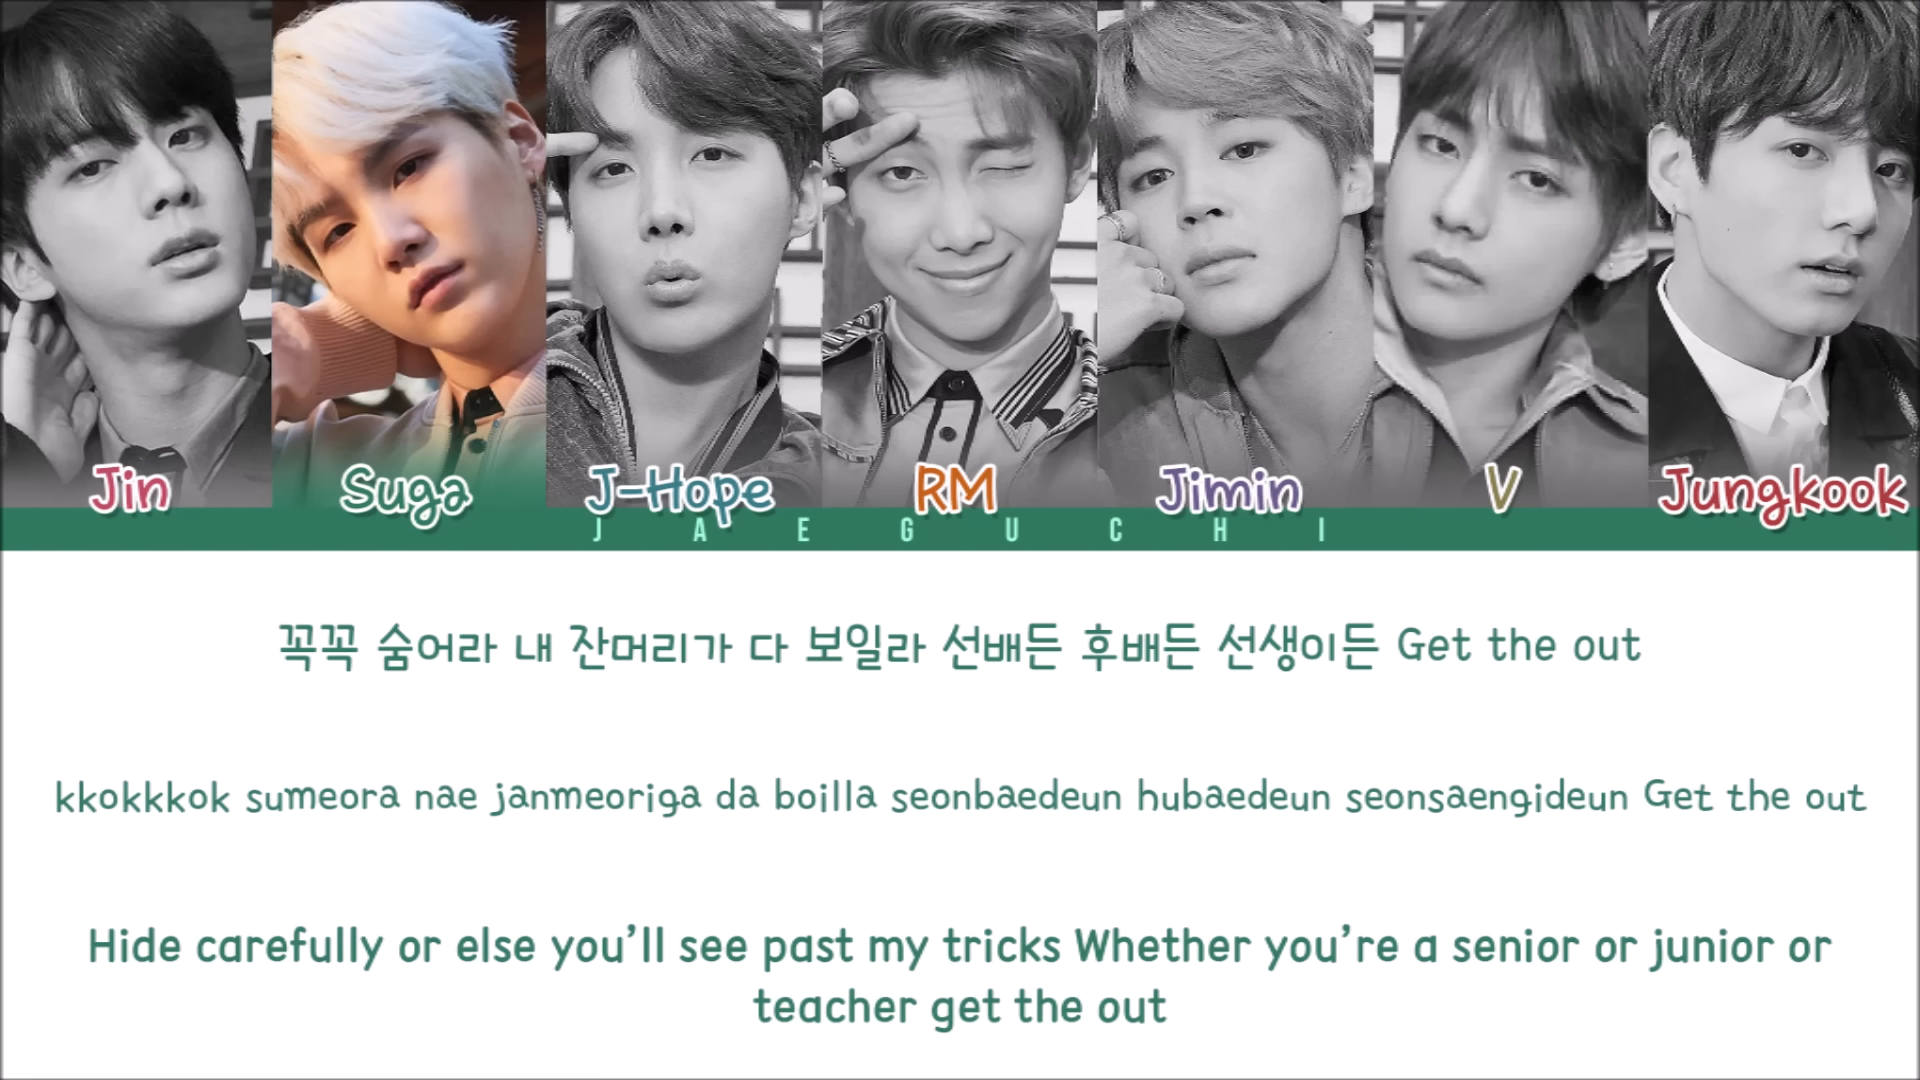 Jin Suga J-Hope RM Jimin V Jungkook
JAEGUCHI
꼭꼭 숨어라 내 잔머리가 다 보일라 선배든 후배든 선생이든 Get the out
kkokkkok sumeora nae janmeoriga da boilla seonbaedeun hubaedeun seonsaengideun Get the out
Hide carefully or else you’ll see past my tricks Whether you’re a senior or junior or
teacher get the out